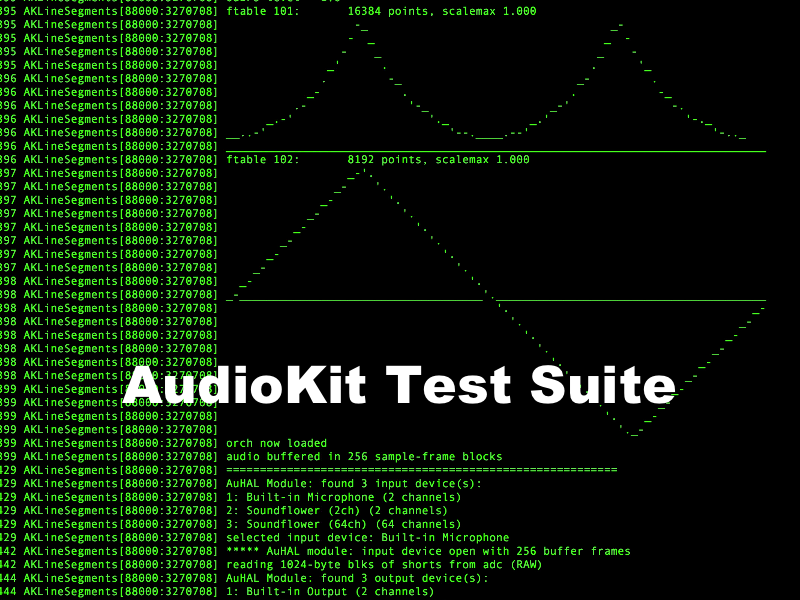 395 AKLineSegments[88000:3270708] ftable 101:       16384 points, scalemax 1.000
395 AKLineSegments[88000:3270708]
395 AKLineSegments[88000:3270708]
395 AKLineSegments[88000:3270708]
395 AKLineSegments[88000:3270708]
396 AKLineSegments[88000:3270708]
396 AKLineSegments[88000:3270708]
396 AKLineSegments[88000:3270708]
396 AKLineSegments[88000:3270708]
396 AKLineSegments[88000:3270708]
396 AKLineSegments[88000:3270708]
396 AKLineSegments[88000:3270708] ftable 102:       8192 points, scalemax 1.000
397 AKLineSegments[88000:3270708]
397 AKLineSegments[88000:3270708]
397 AKLineSegments[88000:3270708]
397 AKLineSegments[88000:3270708]
397 AKLineSegments[88000:3270708]
397 AKLineSegments[88000:3270708]
397 AKLineSegments[88000:3270708]
397 AKLineSegments[88000:3270708]
398 AKLineSegments[88000:3270708]
398 AKLineSegments[88000:3270708]
398 AKLineSegments[88000:3270708]
398 AKLineSegments[88000:3270708]
398 AKLineSegments[88000:3270708]
398 AKLineSegments[88000:3270708]
398 AKLineSegments[88000:3270708]
398 AKLineSegments[88000:3270708]
AudioKit Test Suite
399 AKLineSegments[88000:3270708]
399 AKLineSegments[88000:3270708]
399 AKLineSegments[88000:3270708]
399 AKLineSegments[88000:3270708]
399 AKLineSegments[88000:3270708] orch now loaded
399 AKLineSegments[88000:3270708] audio buffered in 256 sample-frame blocks
429 AKLineSegments[88000:3270708] ==========================================================
429 AKLineSegments[88000:3270708] AuHAL Module: found 3 input device(s):
429 AKLineSegments[88000:3270708] 1: Built-in Microphone (2 channels)
429 AKLineSegments[88000:3270708] 2: Soundflower (2ch) (2 channels)
429 AKLineSegments[88000:3270708] 3: Soundflower (64ch) (64 channels)
429 AKLineSegments[88000:3270708] selected input device: Built-in Microphone
442 AKLineSegments[88000:3270708] ***** AuHAL module: input device open with 256 buffer frames
442 AKLineSegments[88000:3270708] reading 1024-byte blks of shorts from adc (RAW)
444 AKLineSegments[88000:3270708] AuHAL Module: found 3 output device(s):
444 AKLineSegments[88000:3270708] 1: Built-in Output (2 channels)